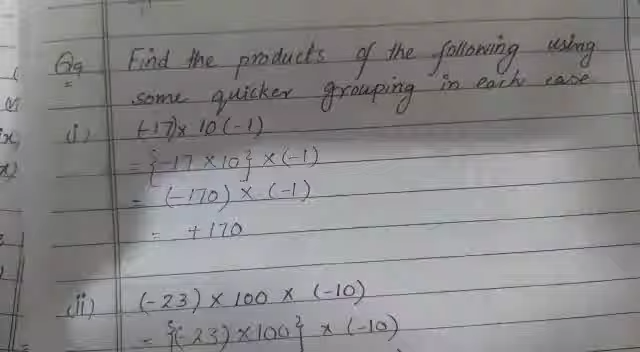 Q9 Find the products of the following using
some quicker grouping in each case
(i) (-17) x 10 (-1)
= {-17 x 10} x (-1)
= (-170) x (-1)
= +170
(ii) (-23) x 100 x (-10)
= {(-23) x 100} x (-10)